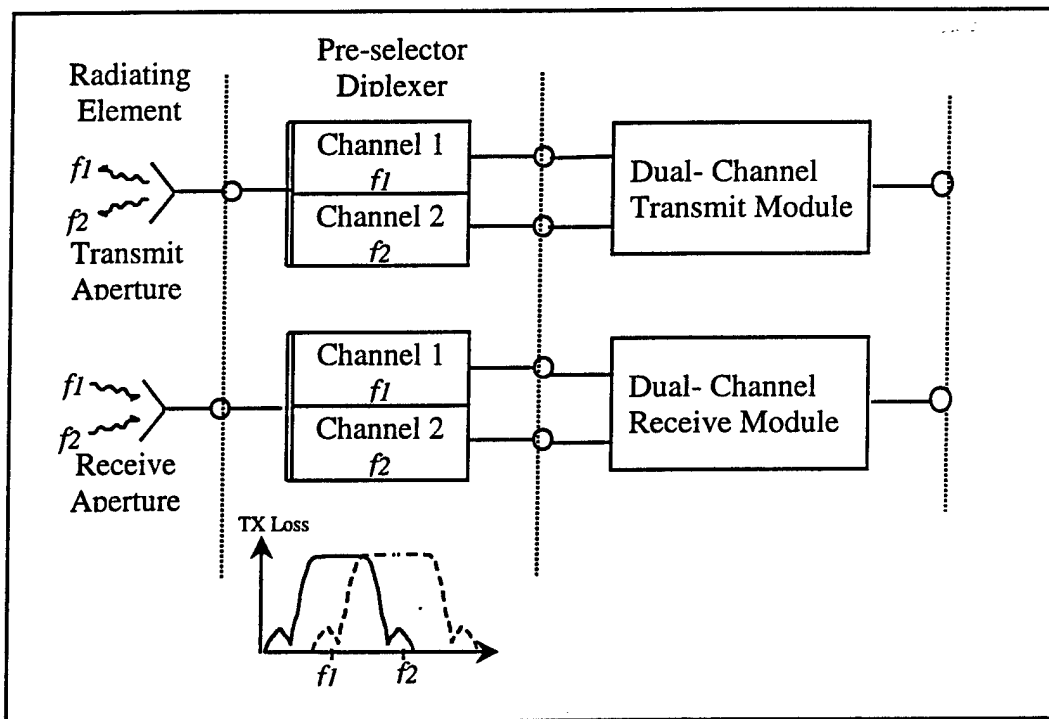 Pre-selector
Diplexer
Radiating
Element
f1
f2
Transmit
Aperture
Channel 1
f1
Channel 2
f2
Dual- Channel
Transmit Module
f1
f2
Receive
Aperture
Channel 1
f1
Channel 2
f2
Dual- Channel
Receive Module
TX Loss
f1
f2